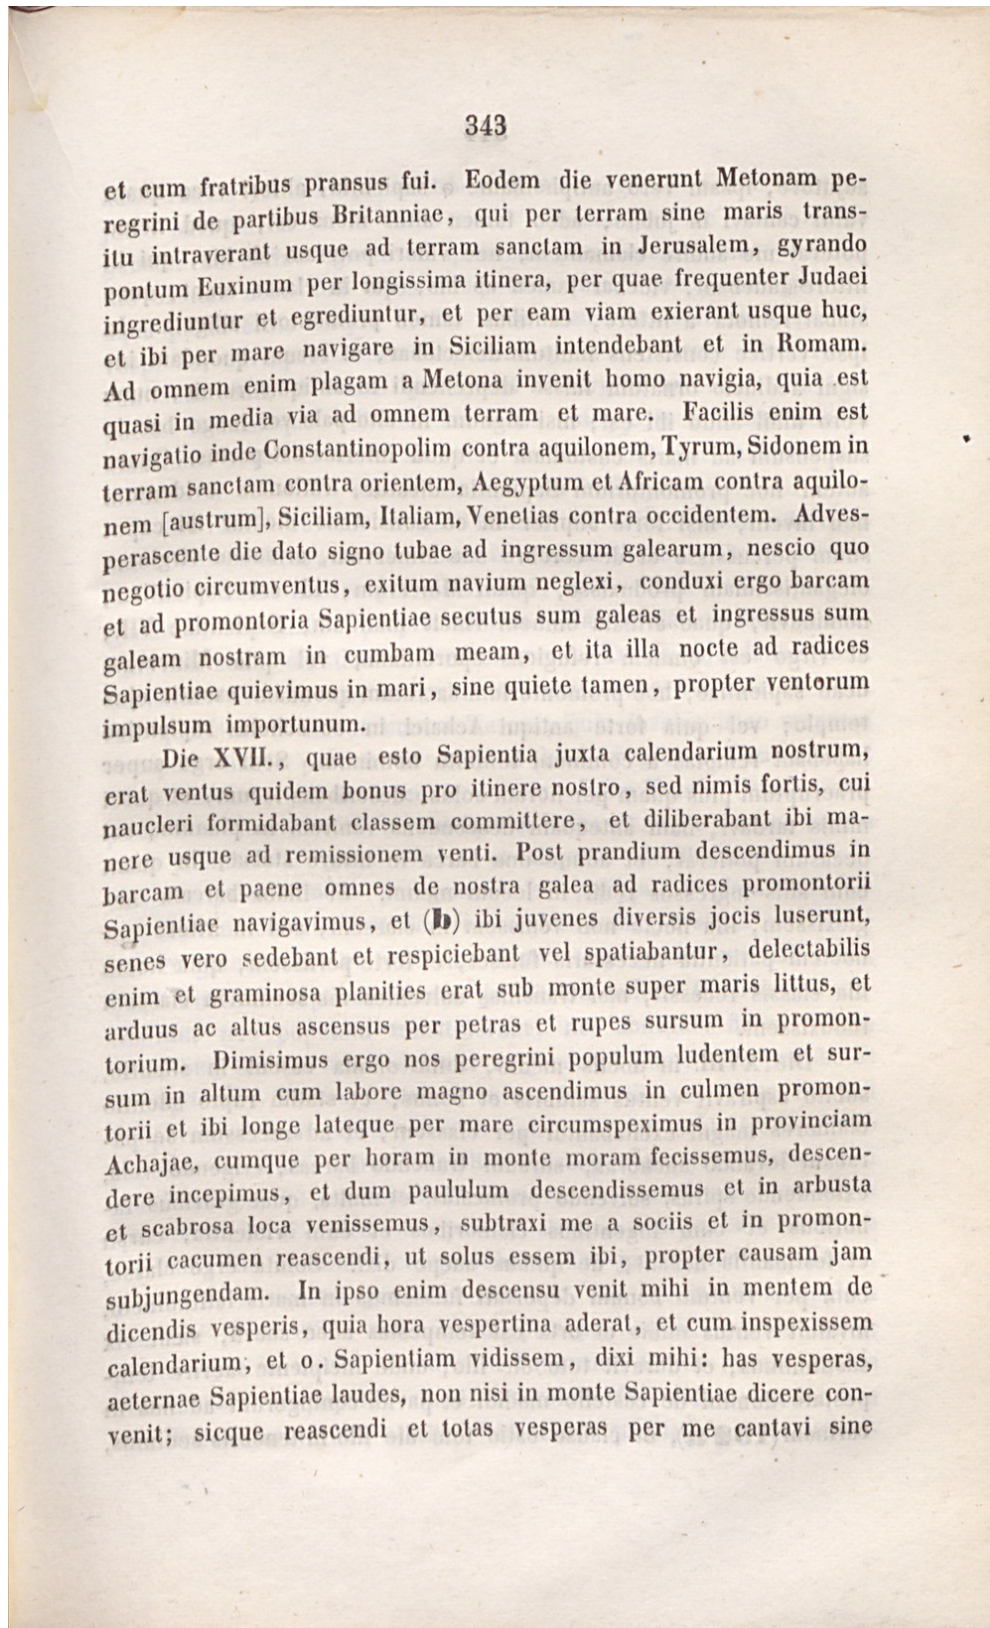 343
et cum fratribus pransus fui. Eodem die venerunt Metonam pe-
regrini de partibus Britanniae, qui per terram sine maris trans-
itu intraverant usque ad terram sanctam in Jerusalem, gyrando
pontum Euxinum per longissima itinera, per quae frequenter Judaei
ingrediuntur et egrediuntur, et per eam viam exierant usque huc,
et ibi per mare navigare in Siciliam intendebant et in Romam.
Ad omnem enim plagam a Metona invenit homo navigia, quia est
quasi in media via ad omnem terram et mare. Facilis enim est
navigatio inde Constantinopolim contra aquilonem, Tyrum, Sidonem in
terram sanctam contra orientem, Aegyptum et Africam contra aquilo-
nem [austrum], Siciliam, Italiam, Venetias contra occidentem. Adves-
perascente die dato signo tubae ad ingressum galearum, nescio quo
negotio circumventus, exitum navium neglexi, conduxi ergo barcam
et ad promontoria Sapientiae secutus sum galeas et ingressus sum
galeam nostram in cumbam meam, et ita illa nocte ad radices
Sapientiae quievimus in mari, sine quiete tamen, propter ventorum
impulsum importunum.
Die XVII., quae esto Sapientia juxta calendarium nostrum,
erat ventus quidem bonus pro itinere nostro, sed nimis fortis, cui
naucleri formidabant classem committere, et diliberabant ibi ma-
nere usque ad remissionem venti. Post prandium descendimus in
barcam et paene omnes de nostra galea ad radices promontorii
Sapientiae navigavimus, et (b) ibi juvenes diversis jocis luserunt,
senes vero sedebant et respiciebant vel spatiabantur, delectabilis
enim et graminosa planities erat sub monte super maris littus, et
arduus ac altus ascensus per petras et rupes sursum in promon-
torium. Dimisimus ergo nos peregrini populum ludentem et sur-
sum in altum cum labore magno ascendimus in culmen promon-
torii et ibi longe lateque per mare circumspeximus in provinciam
Achajae, cumque per horam in monte moram fecissemus, descen-
dere incepimus, et dum paululum descendissemus et in arbusta
et scabrosa loca venissemus, subtraxi me a sociis et in promon-
torii cacumen reascendi, ut solus essem ibi, propter causam jam
subjungendam. In ipso enim descensu venit mihi in mentem de
dicendis vesperis, quia hora vespertina aderat, et cum inspexissem
calendarium, et o. Sapientiam vidissem, dixi mihi: has vesperas,
aeternae Sapientiae laudes, non nisi in monte Sapientiae dicere con-
venit; sicque reascendi et totas vesperas per me cantavi sine